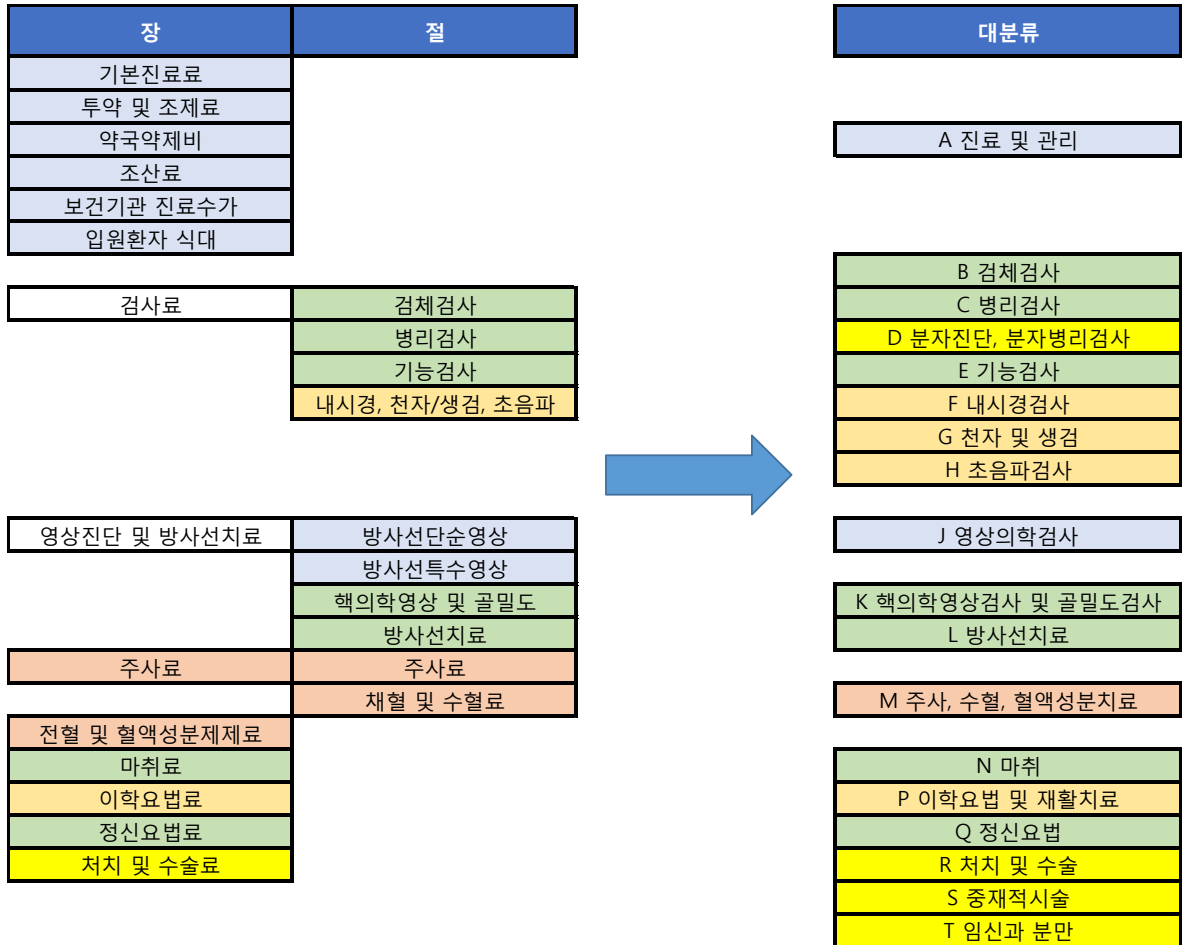 장 절 대분류
기본진료료
투약 및 조제료
약국약제비 A 진료 및 관리
조산료
보건기관 진료수가
입원환자 식대
B 검체검사
검사료 검체검사 C 병리검사
병리검사 D 분자진단, 분자병리검사
기능검사 E 기능검사
내시경, 천자/생검, 초음파 F 내시경검사
G 천자 및 생검
H 초음파검사
영상진단 및 방사선치료 방사선단순영상 J 영상의학검사
방사선특수영상
핵의학영상 및 골밀도 K 핵의학영상검사 및 골밀도검사
방사선치료 L 방사선치료
주사료 주사료
채혈 및 수혈료 M 주사, 수혈, 혈액성분치료
전혈 및 혈액성분제제료
마취료 N 마취
이학요법료 P 이학요법 및 재활치료
정신요법료 Q 정신요법
처치 및 수술료 R 처치 및 수술
S 중재적시술
T 임신과 분만